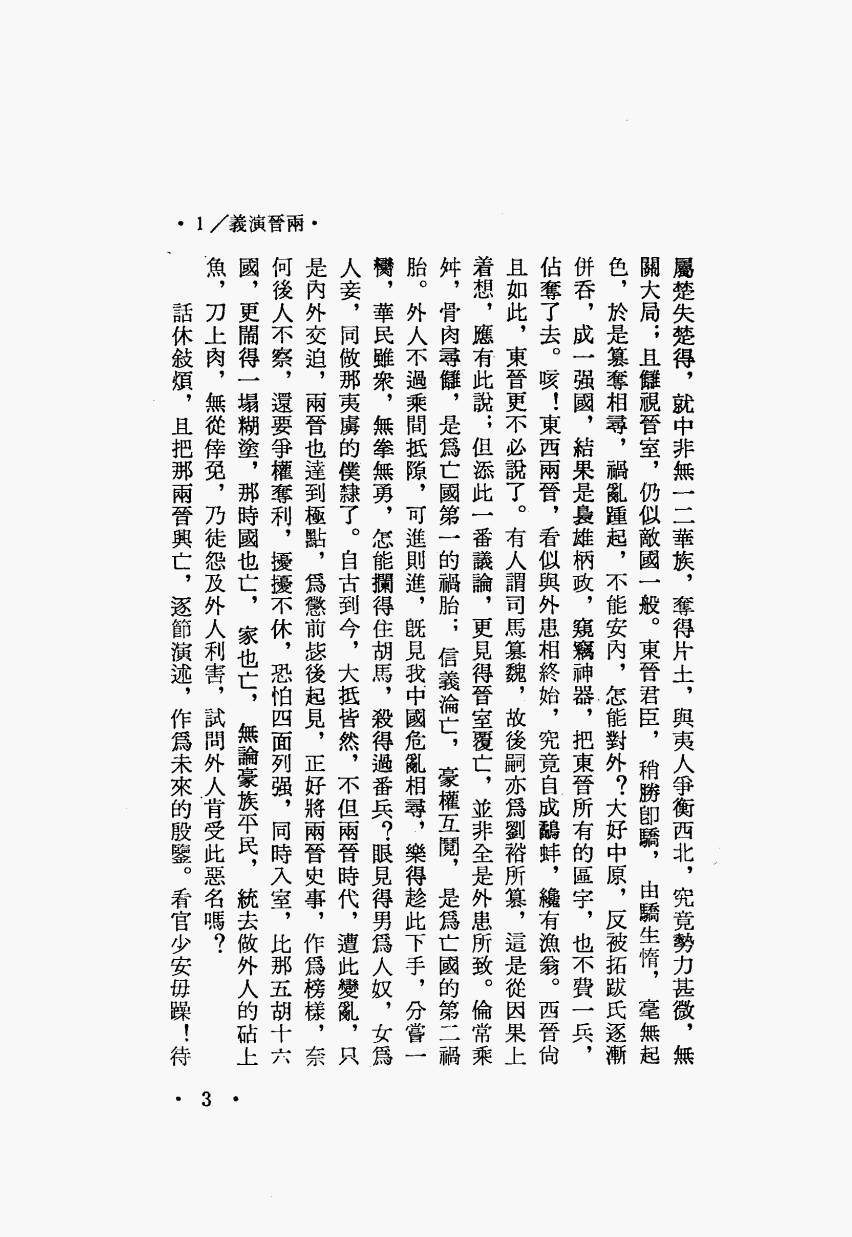 •1／義演晉兩•
屬楚失楚得，就中非無一二華族，奪得片土，與夷人爭衡西北，究竟勢力甚微，無
關大局；且讎視晉室，仍似敵國一般。東晉君臣，稍勝卽驕，由驕生惰，毫無起
色，於是篡奪相尋，禍亂踵起，不能安內，怎能對外？大好中原，反被拓跋氏逐漸
併吞，成一强國，結果是梟雄柄政，窺竊神器，把東晉所有的區宇，也不費一兵，
佔奪了去。咳！東西兩晉，看似與外患相終始，究竟自成鷸蚌，纔有漁翁。西晉尙
且如此，東晉更不必說了。有人謂司馬篡魏，故後嗣亦爲劉裕所篡，這是從因果上
着想，應有此說；但添此一番議論，更見得晉室覆亡，並非全是外患所致。倫常乘
舛，骨肉尋讎，是爲亡國第一的禍胎；信義淪亡，豪權互鬩，是爲亡國的第二禍
胎。外人不過乘間抵隙，可進則進，旣見我中國危亂相尋，樂得趁此下手，分嘗一
臠，華民雖衆，無拳無勇，怎能攔得住胡馬，殺得過番兵？眼見得男爲人奴，女爲
人妾，同做那夷虜的僕隸了。自古到今，大抵皆然，不但兩晉時代，遭此變亂，只
是內外交迫，兩晉也達到極點，爲懲前毖後起見，正好將兩晉史事，作爲榜樣，奈
何後人不察，還要爭權奪利，擾擾不休，恐怕四面列强，同時入室，比那五胡十六
國，更鬧得一塌糊塗，那時國也亡，家也亡，無論豪族平民，統去做外人的砧上
魚，刀上肉，無從倖免，乃徒怨及外人利害，試問外人肯受此惡名嗎？
話休敍煩，且把那兩晉興亡，逐節演述，作爲未來的殷鑒。看官少安毋躁！待
•3•